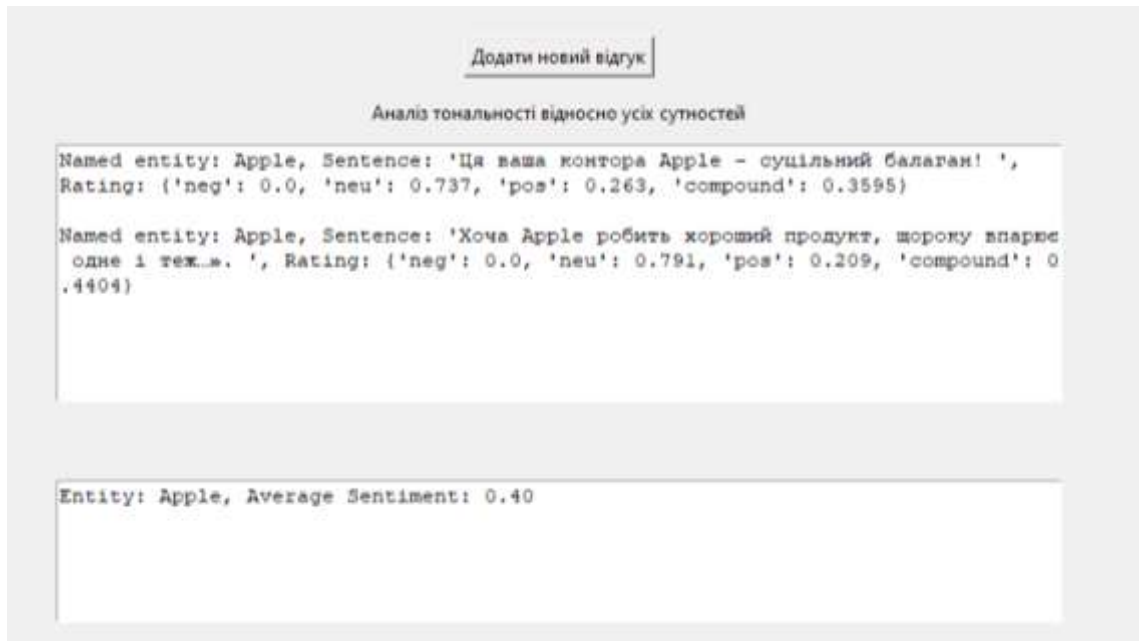 Додати новий відгук
Аналіз тональності відносно усіх сутностей
Named entity: Apple, Sentence: 'Ця ваша контора Apple – суцільний балаган! ',
Rating: {'neg': 0.0, 'neu': 0.737, 'pos': 0.263, 'compound': 0.3595}
Named entity: Apple, Sentence: 'Хоча Apple робить хороший продукт, щороку впарює
одне і теж…». ', Rating: {'neg': 0.0, 'neu': 0.791, 'pos': 0.209, 'compound': 0
.4404}
Entity: Apple, Average Sentiment: 0.40